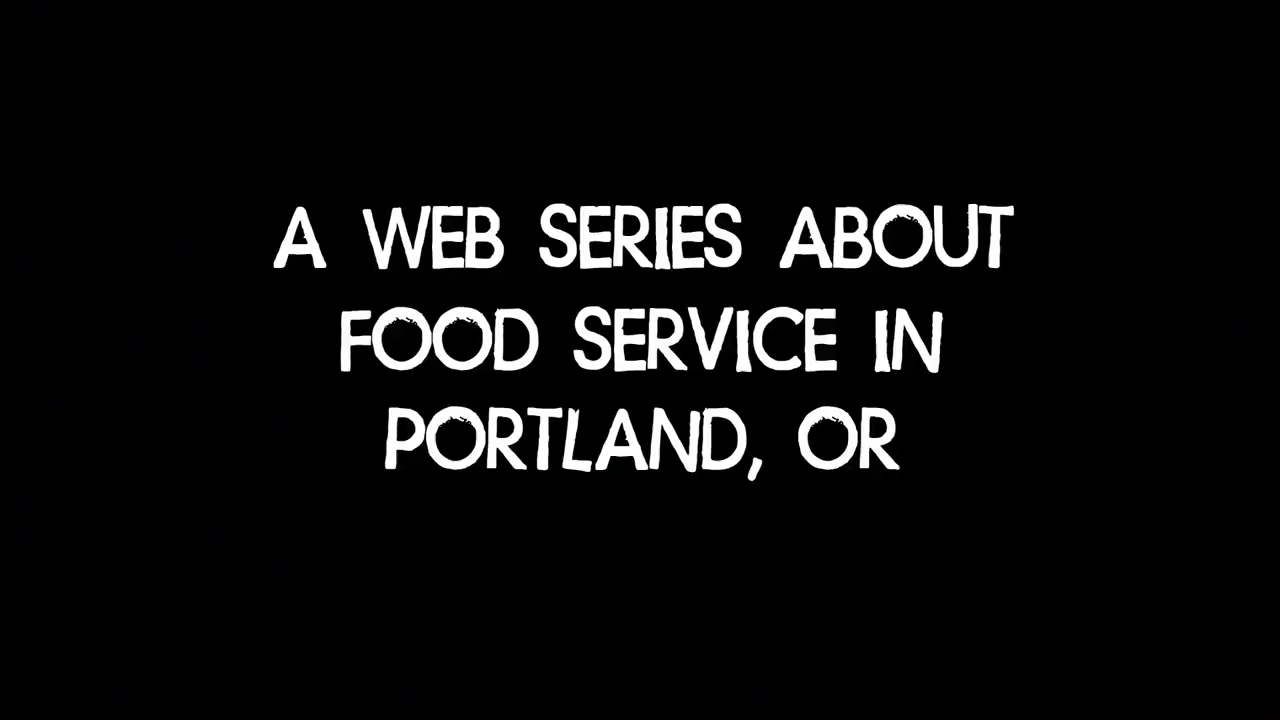 A WEB SERIES ABOUT
FOOD SERVICE IN
PORTLAND, OR